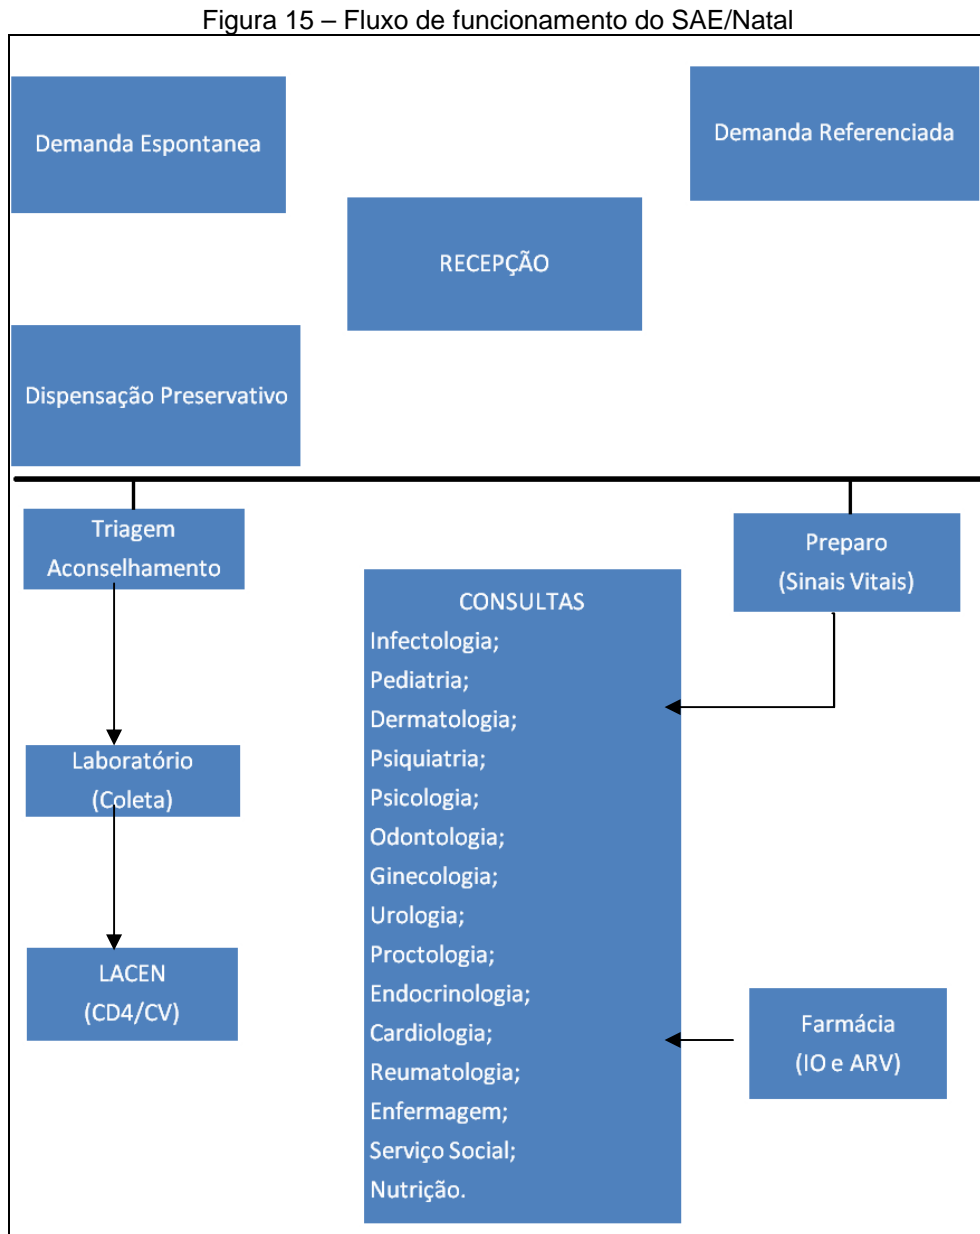 Figura 15 – Fluxo de funcionamento do SAE/Natal
Demanda Espontanea
Demanda Referenciada
RECEPÇÃO
Dispensação Preservativo
Triagem
Aconselhamento
Preparo
(Sinais Vitais)
CONSULTAS
Infectologia;
Pediatria;
Dermatologia;
Psiquiatria;
Psicologia;
Odontologia;
Ginecologia;
Urologia;
Proctologia;
Endocrinologia;
Cardiologia;
Reumatologia;
Enfermagem;
Serviço Social;
Nutrição.
Laboratório
(Coleta)
LACEN
(CD4/CV)
Farmácia
(IO e ARV)